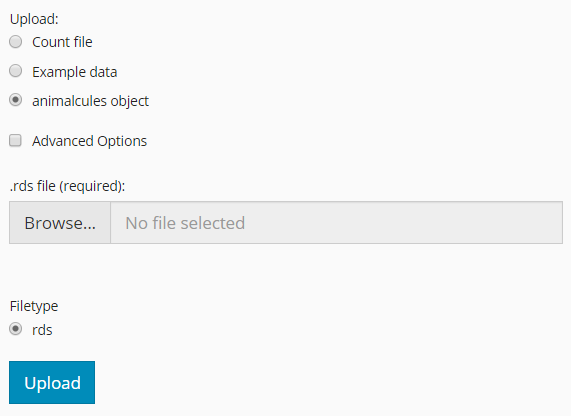 Upload:
Count file
Example data
animalcules object
Advanced Options
.rds file (required):
Browse... No file selected
Filetype
rds
Upload